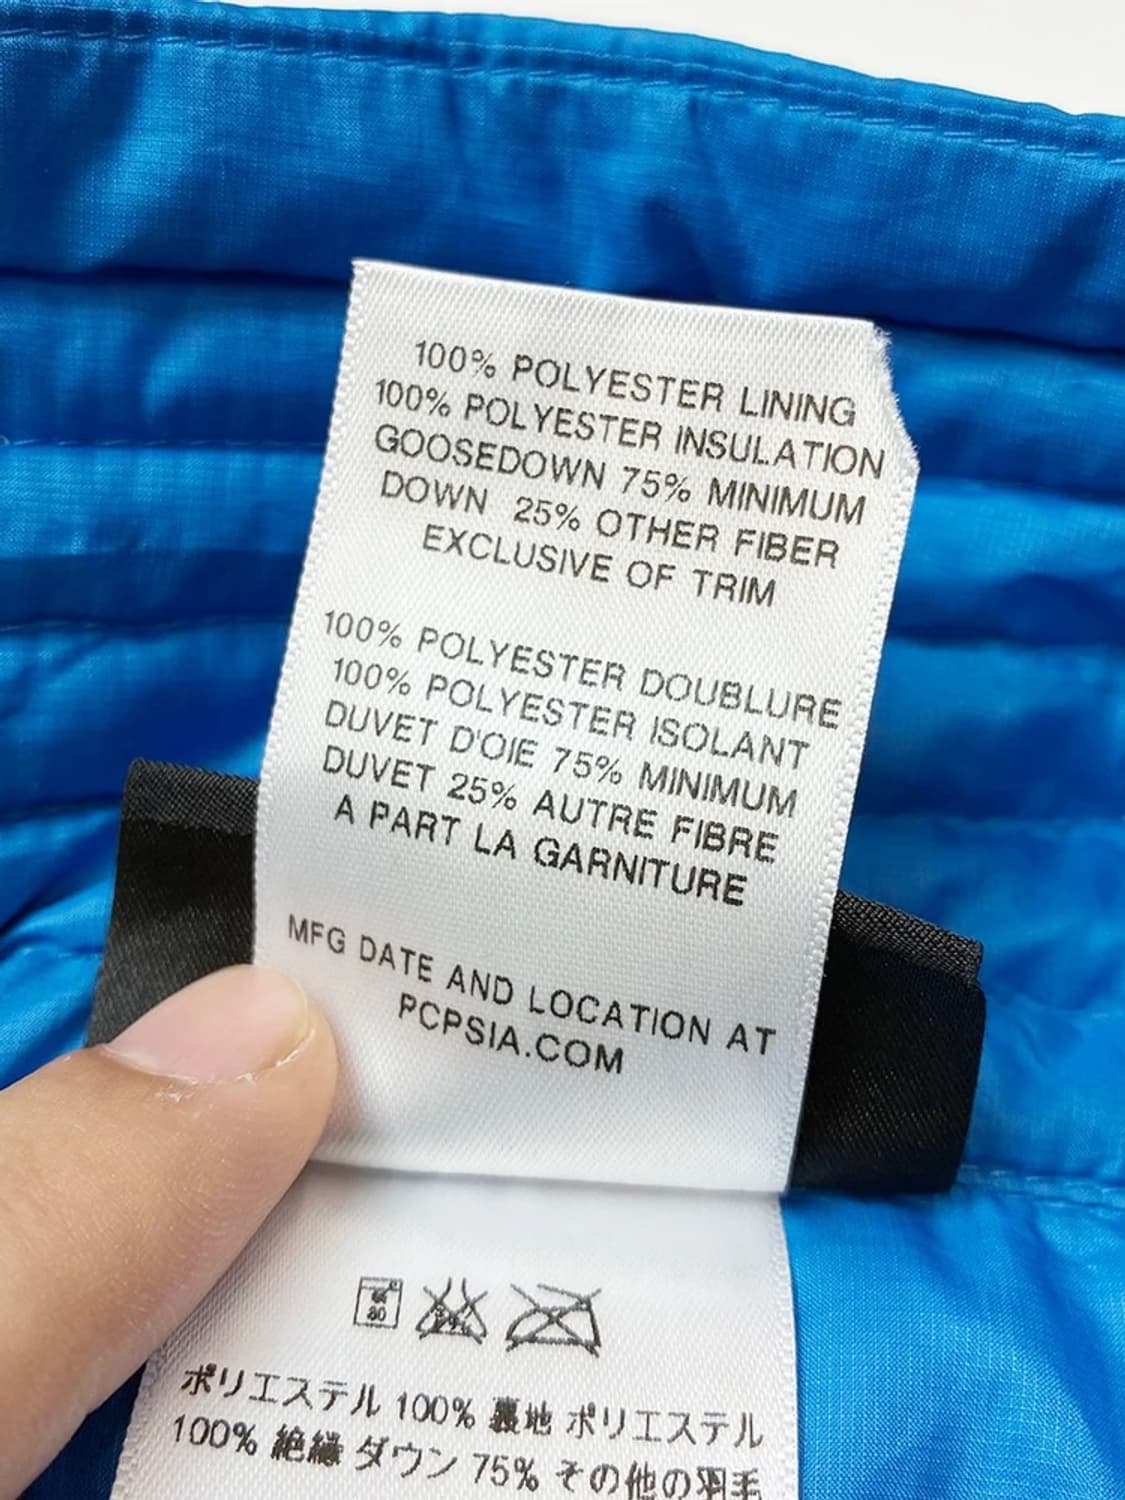 100% POLYESTER LINING
100% POLYESTER INSULATION
GOOSEDOWN 75% MINIMUM
DOWN 25% OTHER FIBER
EXCLUSIVE OF TRIM
100% POLYESTER DOUBLURE
100% POLYESTER ISOLANT
DUVET D'OIE 75% MINIMUM
DUVET 25% AUTRE FIBRE
A PART LA GARNITURE
MFG DATE AND LOCATION AT
PCPSIA.COM
ポリエステル 100% 裏地 ポリエステル
100% 絶縁 ダウン 75% その他の羽毛